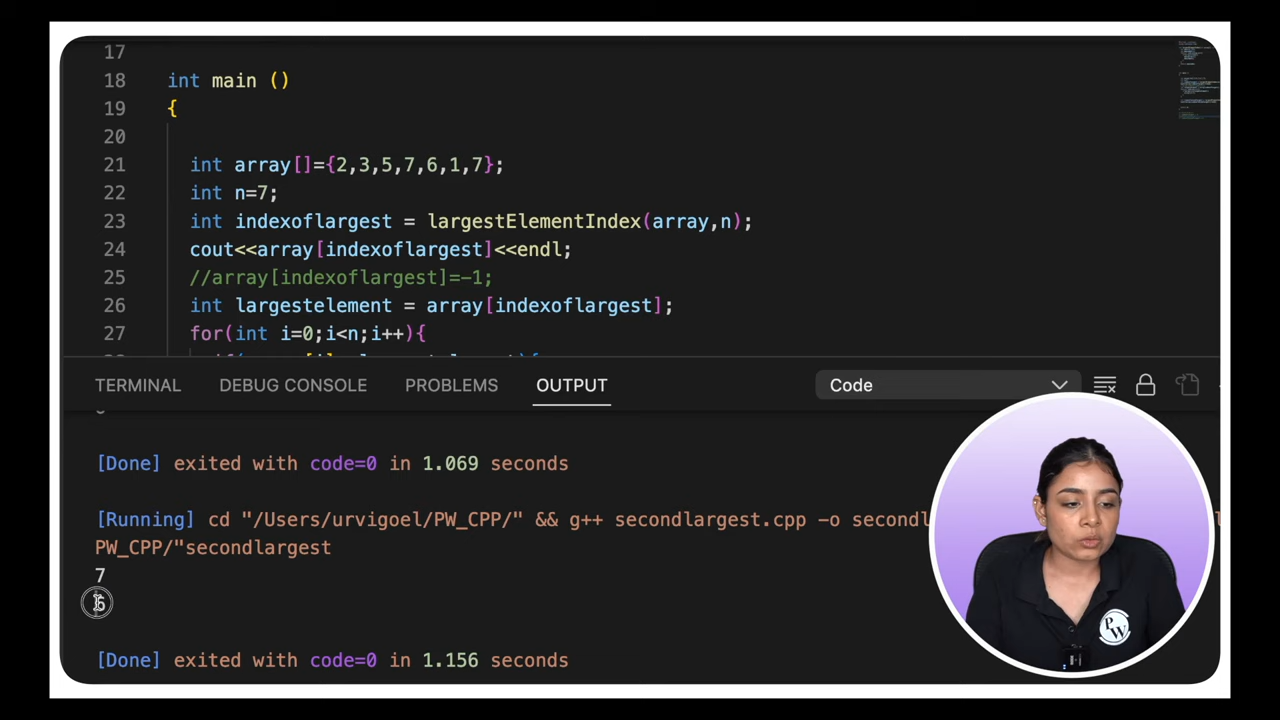 17
18 int main ()
19 {
20
21 int array[]={2,3,5,7,6,1,7};
22 int n=7;
23 int indexoflargest = largestElementIndex(array,n);
24 cout<<array[indexoflargest]<<endl;
25 //array[indexoflargest]=-1;
26 int largestelement = array[indexoflargest];
27 for(int i=0;i<n;i++){
TERMINAL DEBUG CONSOLE PROBLEMS OUTPUT Code
[Done] exited with code=0 in 1.069 seconds
[Running] cd "/Users/urvigoel/PW_CPP/" && g++ secondlargest.cpp -o secondl
PW_CPP/"secondlargest
7
6
[Done] exited with code=0 in 1.156 seconds
PW